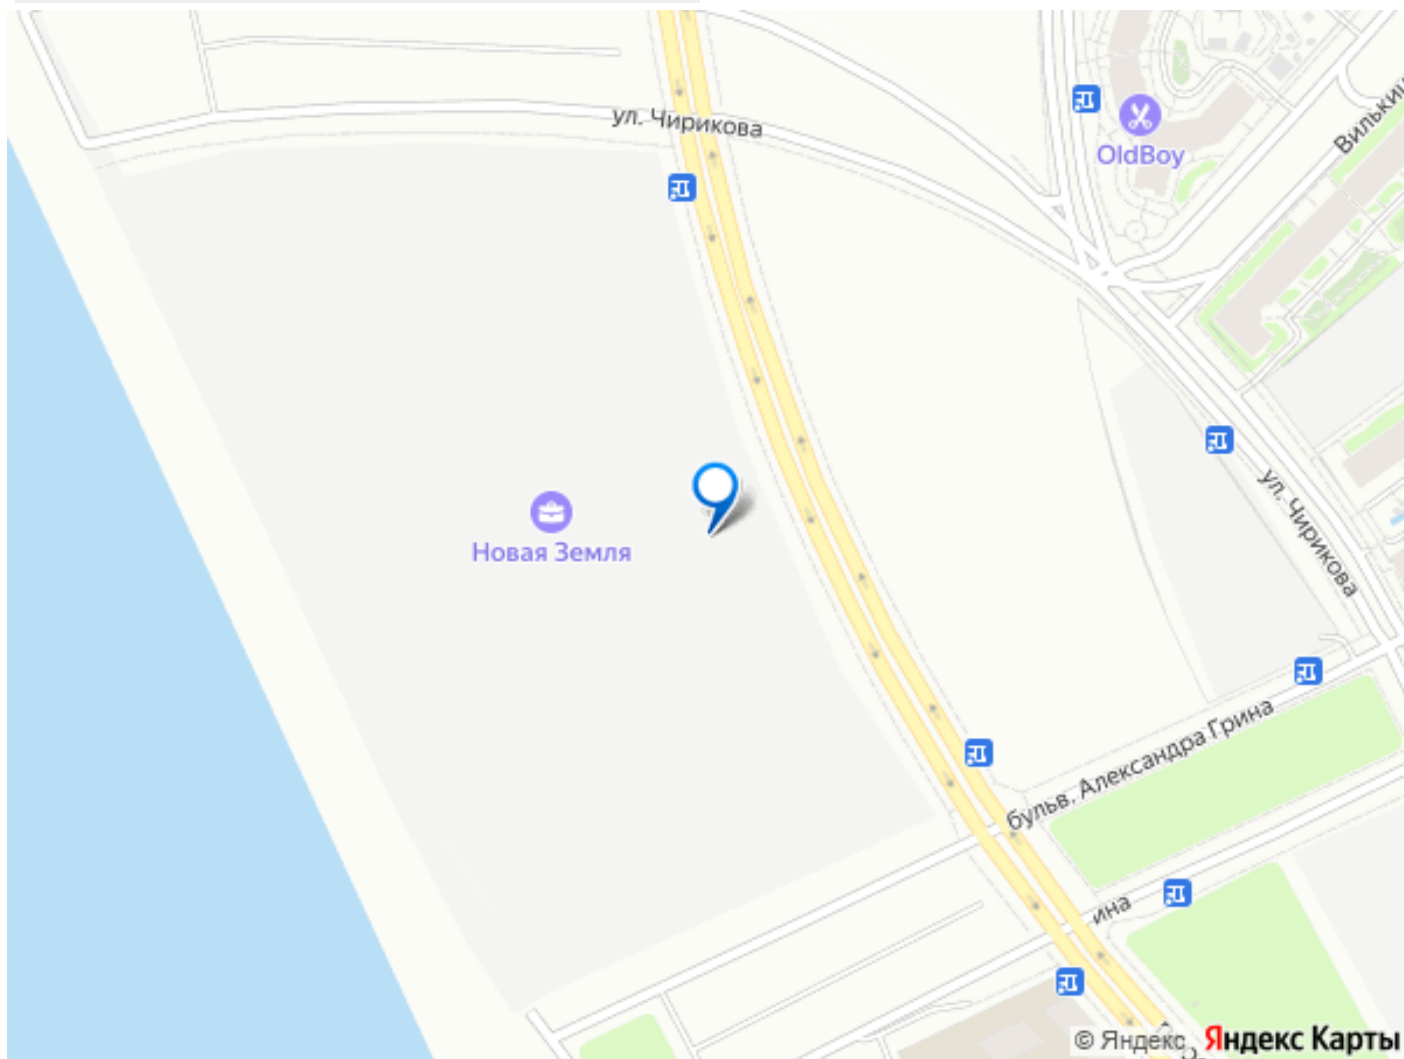 ул. Чирикова
OldBoy
Новая Земля
ул. Чирикова
бульв. Александра Грина
ина
© Яндекс Яндекс Карты